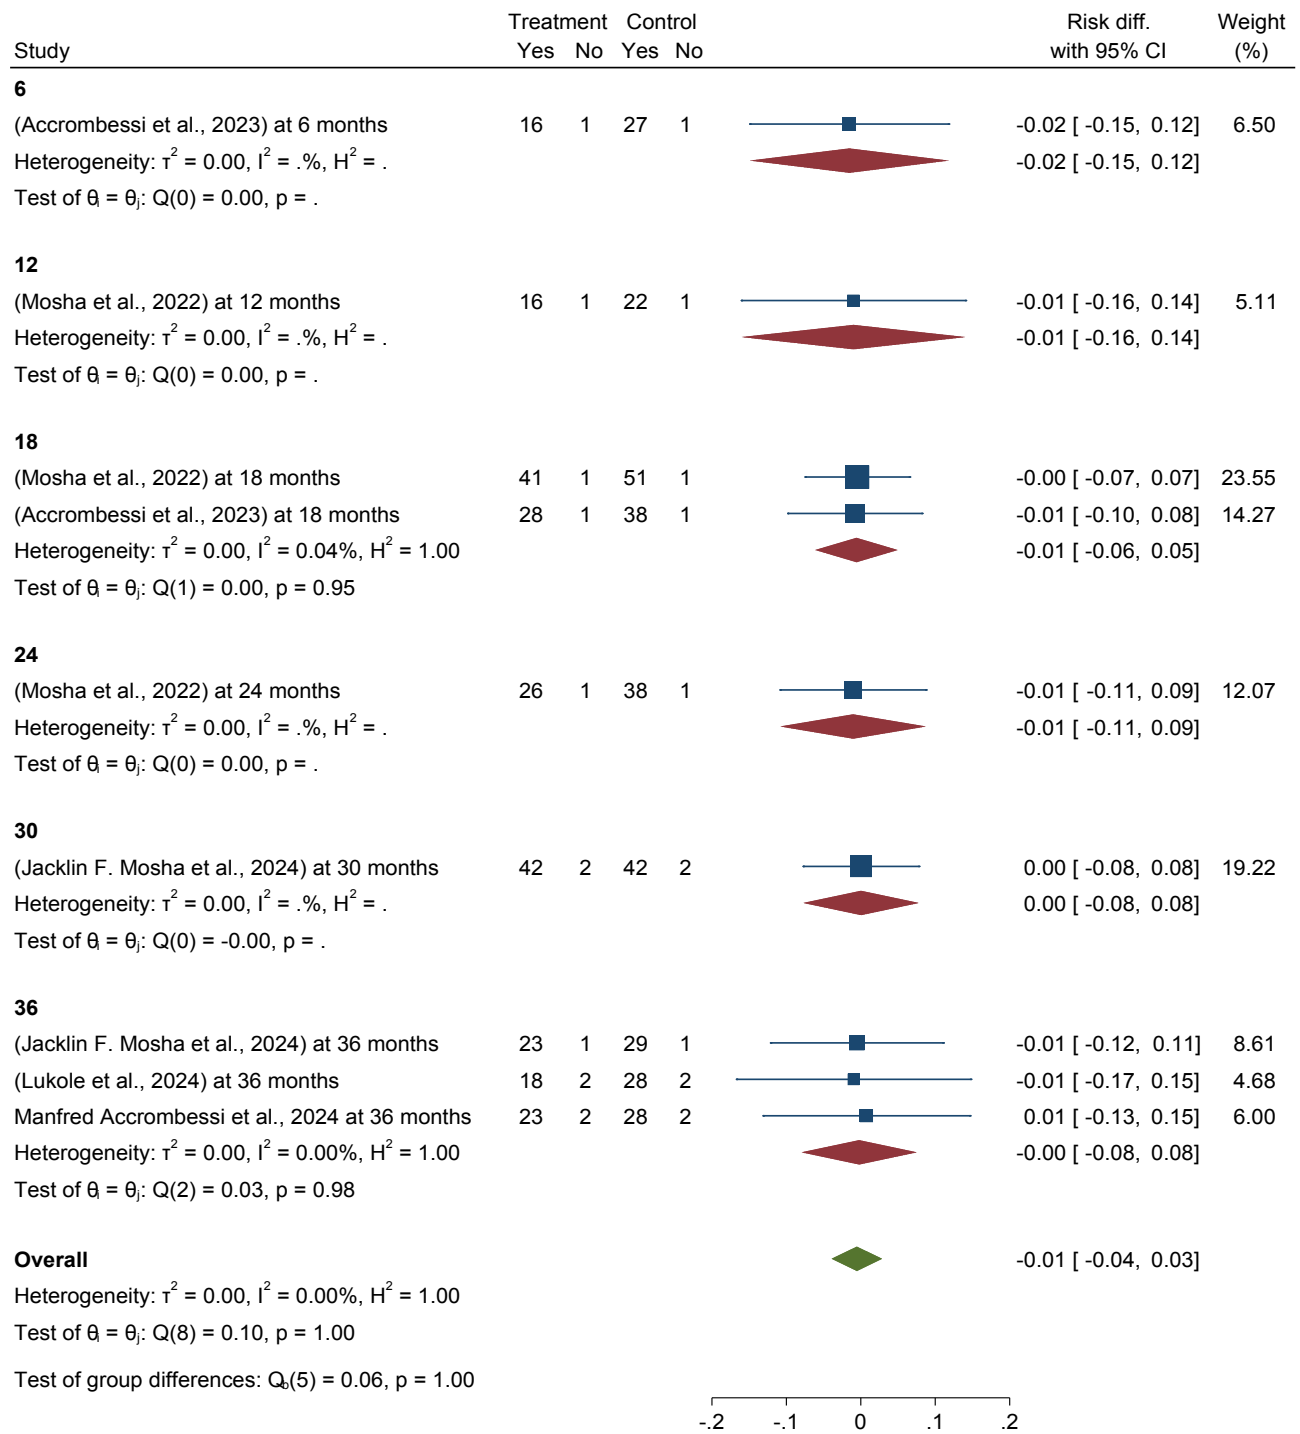 Treatment Control Risk diff. Weight
Study Yes No Yes No with 95% CI (%)
6
(Accrombessi et al., 2023) at 6 months 16 1 27 1 -0.02 [ -0.15, 0.12] 6.50
Heterogeneity: τ² = 0.00, I² = .%, H² = . -0.02 [ -0.15, 0.12]
Test of θᵢ = θⱼ: Q(0) = 0.00, p = .
12
(Mosha et al., 2022) at 12 months 16 1 22 1 -0.01 [ -0.16, 0.14] 5.11
Heterogeneity: τ² = 0.00, I² = .%, H² = . -0.01 [ -0.16, 0.14]
Test of θᵢ = θⱼ: Q(0) = 0.00, p = .
18
(Mosha et al., 2022) at 18 months 41 1 51 1 -0.00 [ -0.07, 0.07] 23.55
(Accrombessi et al., 2023) at 18 months 28 1 38 1 -0.01 [ -0.10, 0.08] 14.27
Heterogeneity: τ² = 0.00, I² = 0.04%, H² = 1.00 -0.01 [ -0.06, 0.05]
Test of θᵢ = θⱼ: Q(1) = 0.00, p = 0.95
24
(Mosha et al., 2022) at 24 months 26 1 38 1 -0.01 [ -0.11, 0.09] 12.07
Heterogeneity: τ² = 0.00, I² = .%, H² = . -0.01 [ -0.11, 0.09]
Test of θᵢ = θⱼ: Q(0) = 0.00, p = .
30
(Jacklin F. Mosha et al., 2024) at 30 months 42 2 42 2 0.00 [ -0.08, 0.08] 19.22
Heterogeneity: τ² = 0.00, I² = .%, H² = . 0.00 [ -0.08, 0.08]
Test of θᵢ = θⱼ: Q(0) = -0.00, p = .
36
(Jacklin F. Mosha et al., 2024) at 36 months 23 1 29 1 -0.01 [ -0.12, 0.11] 8.61
(Lukole et al., 2024) at 36 months 18 2 28 2 -0.01 [ -0.17, 0.15] 4.68
Manfred Accrombessi et al., 2024 at 36 months 23 2 28 2 0.01 [ -0.13, 0.15] 6.00
Heterogeneity: τ² = 0.00, I² = 0.00%, H² = 1.00 -0.00 [ -0.08, 0.08]
Test of θᵢ = θⱼ: Q(2) = 0.03, p = 0.98
Overall -0.01 [ -0.04, 0.03]
Heterogeneity: τ² = 0.00, I² = 0.00%, H² = 1.00
Test of θᵢ = θⱼ: Q(8) = 0.10, p = 1.00
Test of group differences: Q_b(5) = 0.06, p = 1.00
-.2 -.1 0 .1 .2